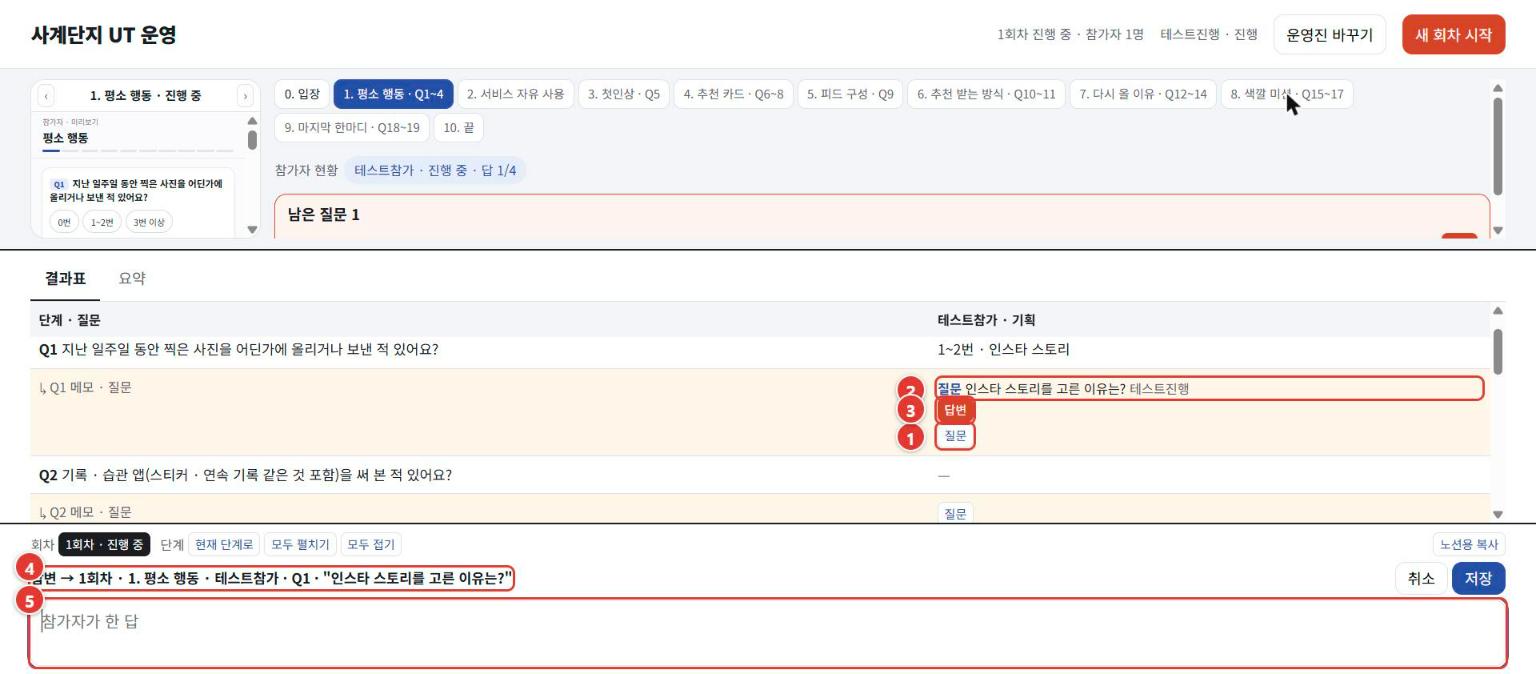 사계단지 UT 운영
1회차 진행 중 · 참가자 1명 테스트진행 · 진행 운영진 바꾸기 새 회차 시작
‹ 1. 평소 행동 · 진행 중 ›
참가자 · 미리보기
평소 행동
Q1 지난 일주일 동안 찍은 사진을 어딘가에
올리거나 보낸 적 있어요?
0번 1~2번 3번 이상
0. 입장 1. 평소 행동 · Q1~4 2. 서비스 자유 사용 3. 첫인상 · Q5 4. 추천 카드 · Q6~8 5. 피드 구성 · Q9 6. 추천 받는 방식 · Q10~11 7. 다시 올 이유 · Q12~14 8. 색깔 미션 · Q15~17
9. 마지막 한마디 · Q18~19 10. 끝
참가자 현황 테스트참가 · 진행 중 · 답 1/4
남은 질문 1
결과표 요약
단계 · 질문 테스트참가 · 기획
Q1 지난 일주일 동안 찍은 사진을 어딘가에 올리거나 보낸 적 있어요? 1~2번 · 인스타 스토리
↳ Q1 메모 · 질문 2 질문 인스타 스토리를 고른 이유는? 테스트진행
3 답변
1 질문
Q2 기록 · 습관 앱(스티커 · 연속 기록 같은 것 포함)을 써 본 적 있어요? —
↳ Q2 메모 · 질문 질문
회차 1회차 · 진행 중 단계 현재 단계로 모두 펼치기 모두 접기 노션용 복사
4 답변 → 1회차 · 1. 평소 행동 · 테스트참가 · Q1 · "인스타 스토리를 고른 이유는?" 취소 저장
5
참가자가 한 답